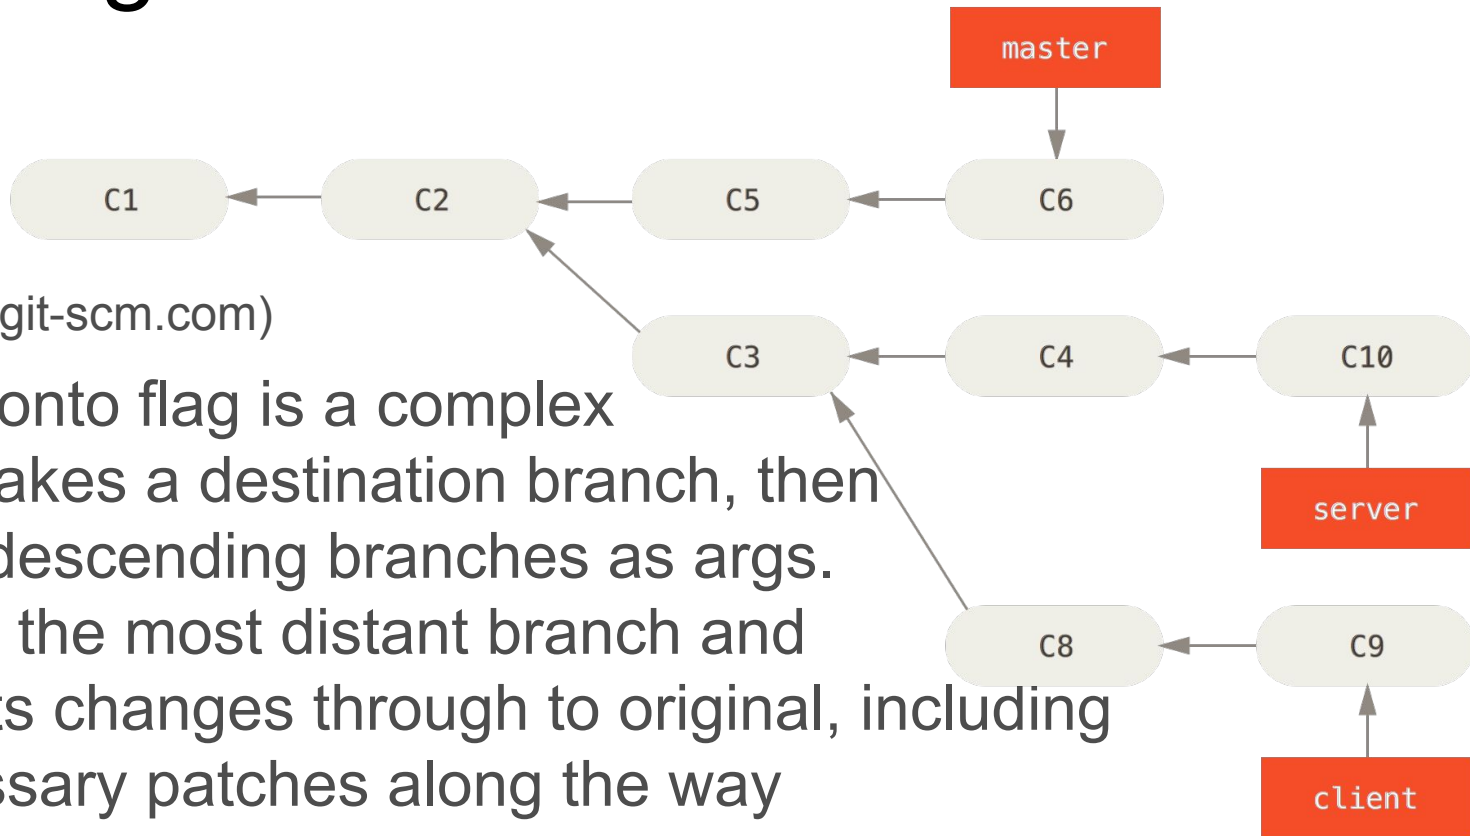 g
master
C1 C2 C5 C6
git-scm.com)
C3 C4 C10
onto flag is a complex
akes a destination branch, then
server
descending branches as args.
the most distant branch and
C8 C9
ts changes through to original, including
ssary patches along the way
client